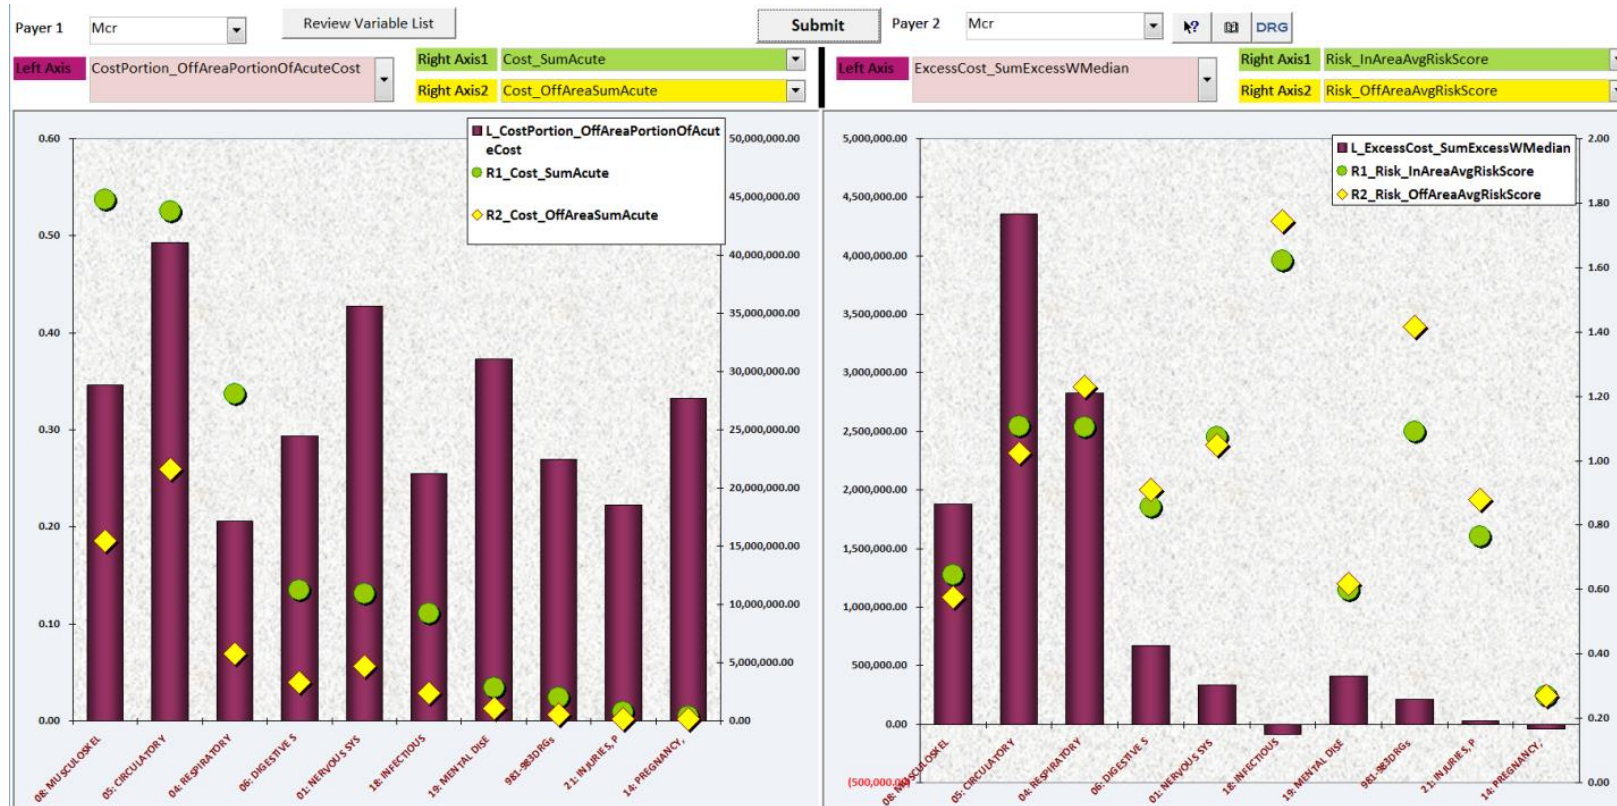 Payer 1 Mcr Review Variable List Submit Payer 2 Mcr ? DRG
Left Axis CostPortion_OffAreaPortionOfAcuteCost Right Axis1 Cost_SumAcute
Right Axis2 Cost_OffAreaSumAcute
Left Axis ExcessCost_SumExcessWMedian Right Axis1 Risk_InAreaAvgRiskScore
Right Axis2 Risk_OffAreaAvgRiskScore
L_CostPortion_OffAreaPortionOfAcut
eCost
R1_Cost_SumAcute
R2_Cost_OffAreaSumAcute
0.60
0.50
0.40
0.30
0.20
0.10
0.00
50,000,000.00
45,000,000.00
40,000,000.00
35,000,000.00
30,000,000.00
25,000,000.00
20,000,000.00
15,000,000.00
10,000,000.00
5,000,000.00
0.00
08: MUSCULOSKEL
05: CIRCULATORY
04: RESPIRATORY
06: DIGESTIVE S
01: NERVOUS SYS
18: INFECTIOUS
19: MENTAL DISE
981-983DRGs
21: INJURIES, P
14: PREGNANCY,
L_ExcessCost_SumExcessWMedian
R1_Risk_InAreaAvgRiskScore
R2_Risk_OffAreaAvgRiskScore
5,000,000.00
4,500,000.00
4,000,000.00
3,500,000.00
3,000,000.00
2,500,000.00
2,000,000.00
1,500,000.00
1,000,000.00
500,000.00
0.00
(500,000.00)
2.00
1.80
1.60
1.40
1.20
1.00
0.80
0.60
0.40
0.20
0.00
08: MUSCULOSKEL
05: CIRCULATORY
04: RESPIRATORY
06: DIGESTIVE S
01: NERVOUS SYS
18: INFECTIOUS
19: MENTAL DISE
981-983DRGs
21: INJURIES, P
14: PREGNANCY,